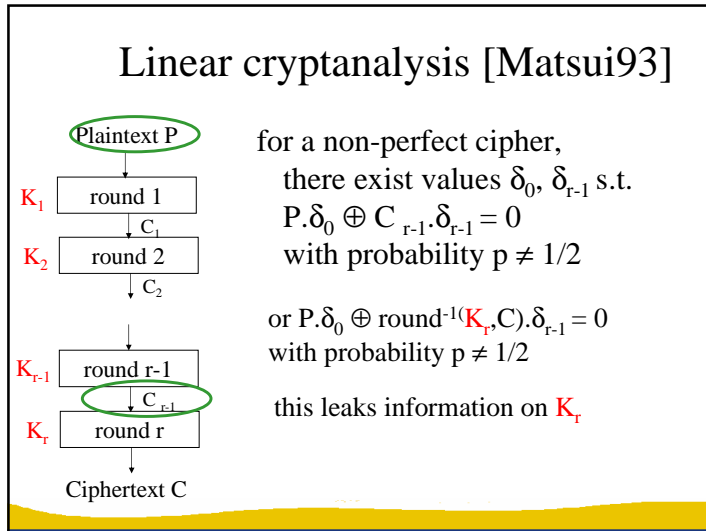 Linear cryptanalysis [Matsui93]
Plaintext P
K₁ round 1
C₁
K₂ round 2
C₂
Kᵣ₋₁ round r-1
C ᵣ₋₁
Kᵣ round r
Ciphertext C
for a non-perfect cipher,
there exist values δ₀, δᵣ₋₁ s.t.
P.δ₀ ⊕ C ᵣ₋₁.δᵣ₋₁ = 0
with probability p ≠ 1/2
or P.δ₀ ⊕ round⁻¹⁽Kᵣ,C).δᵣ₋₁ = 0
with probability p ≠ 1/2
this leaks information on Kᵣ